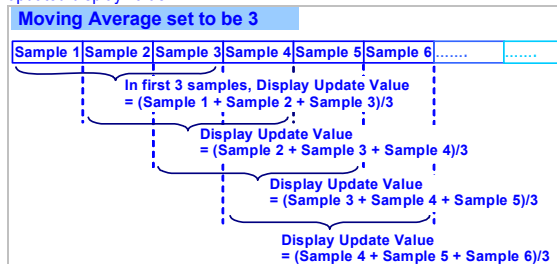 Moving Average set to be 3
Sample 1 Sample 2 Sample 3 Sample 4 Sample 5 Sample 6 ....... .......
In first 3 samples, Display Update Value
= (Sample 1 + Sample 2 + Sample 3)/3
Display Update Value
= (Sample 2 + Sample 3 + Sample 4)/3
Display Update Value
= (Sample 3 + Sample 4 + Sample 5)/3
Display Update Value
= (Sample 4 + Sample 5 + Sample 6)/3